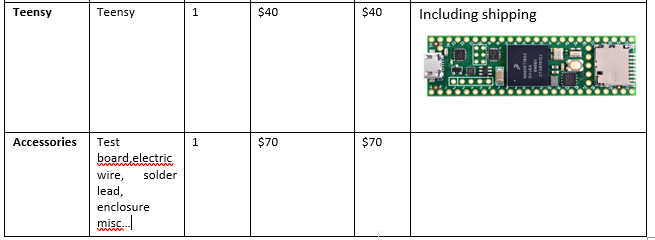 Teensy Teensy 1 $40 $40 Including shipping
Accessories Test 1 $70 $70
board,electric
wire, solder
lead,
enclosure
misc...